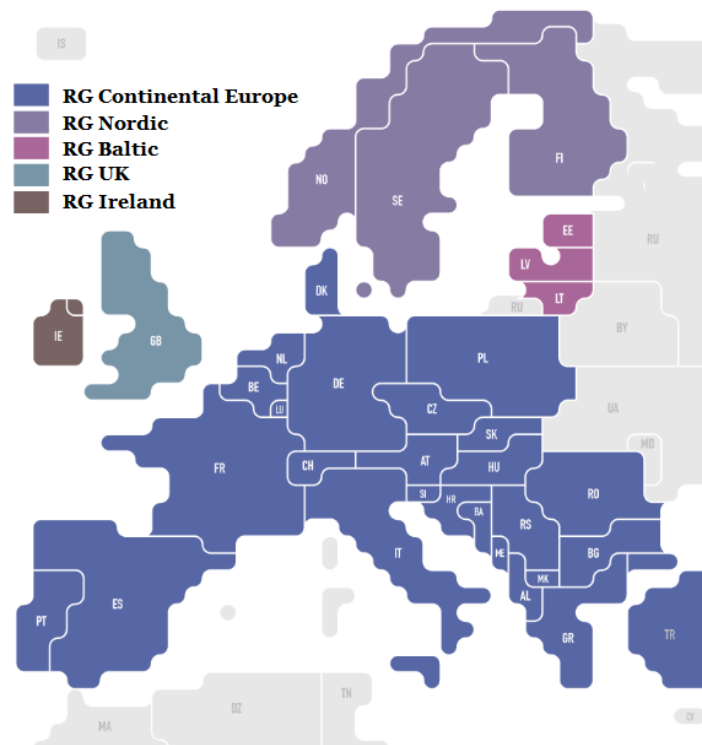 IS
RG Continental Europe
RG Nordic
RG Baltic
RG UK
RG Ireland
FI
NO
SE
EE
RU
LV
DK
LT
RU
BY
IE
GB
NL
PL
DE
BE
CZ
UA
LU
SK
MD
FR
CH
AT
HU
SI
HR
RO
BA
RS
IT
ME
BG
MK
AL
ES
PT
GR
TR
TN
DZ
CY
MA